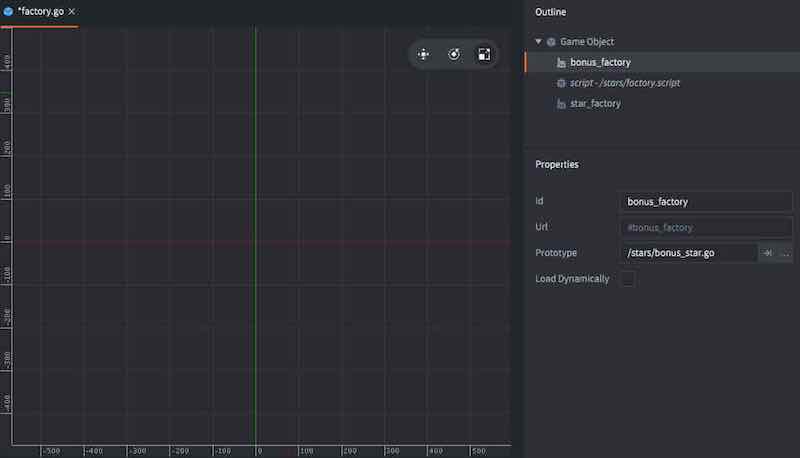 *factory.go ×
Outline
Game Object
bonus_factory
script - /stars/factory.script
star_factory
Properties
Id
bonus_factory
Url
#bonus_factory
Prototype
/stars/bonus_star.go
...
Load Dynamically
400
300
200
100
0
-100
-200
-300
-400
-500
-400
-300
-200
-100
0
100
200
300
400
500